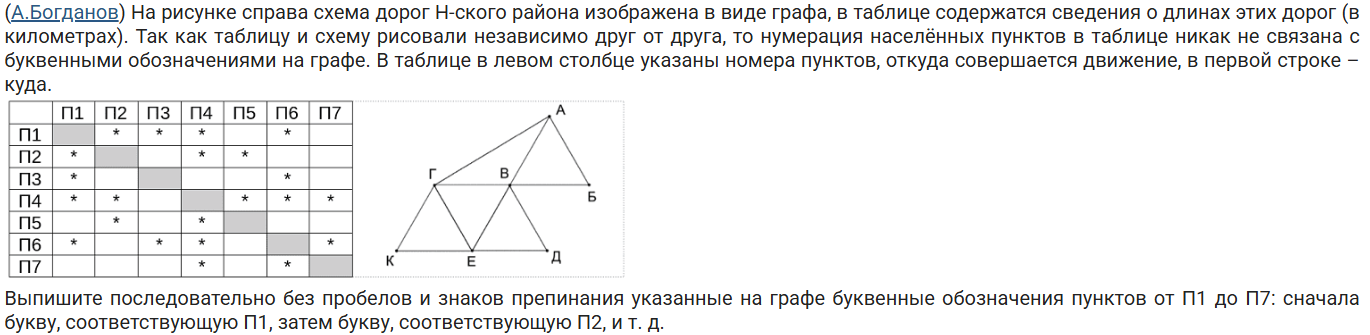 (А.Богданов) На рисунке справа схема дорог Н-ского района изображена в виде графа, в таблице содержатся сведения о длинах этих дорог (в
километрах). Так как таблицу и схему рисовали независимо друг от друга, то нумерация населённых пунктов в таблице никак не связана с
буквенными обозначениями на графе. В таблице в левом столбце указаны номера пунктов, откуда совершается движение, в первой строке –
куда.
П1 П2 П3 П4 П5 П6 П7
П1 * * * *
П2 * * *
П3 * *
П4 * * * * *
П5 * *
П6 * * * *
П7 * *
А
Г В
Б
К Е Д
Выпишите последовательно без пробелов и знаков препинания указанные на графе буквенные обозначения пунктов от П1 до П7: сначала
букву, соответствующую П1, затем букву, соответствующую П2, и т. д.